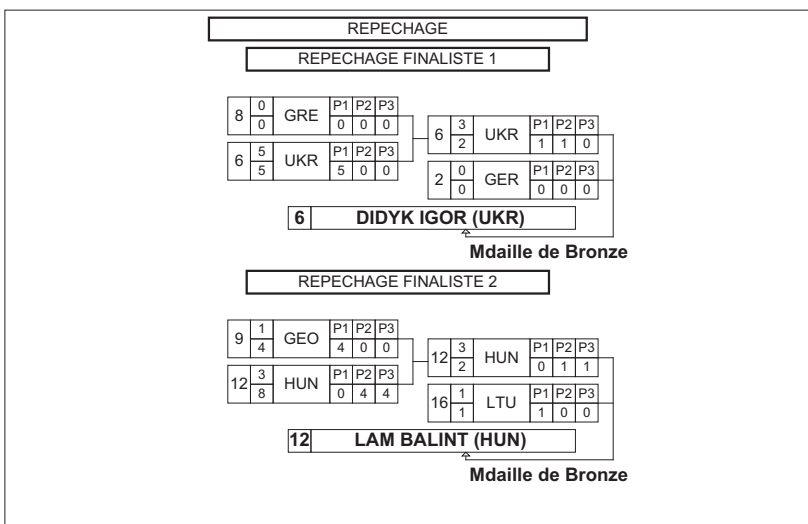 REPECHAGE
REPECHAGE FINALISTE 1
8 0 GRE P1 P2 P3
0 0 0 0
6 5 UKR P1 P2 P3
5 5 0 0
6 3 UKR P1 P2 P3
2 1 1 0
2 0 GER P1 P2 P3
0 0 0 0
6 DIDYK IGOR (UKR)
Mdaille de Bronze
REPECHAGE FINALISTE 2
9 1 GEO P1 P2 P3
4 4 0 0
12 3 HUN P1 P2 P3
8 0 4 4
12 3 HUN P1 P2 P3
2 0 1 1
16 1 LTU P1 P2 P3
1 1 0 0
12 LAM BALINT (HUN)
Mdaille de Bronze